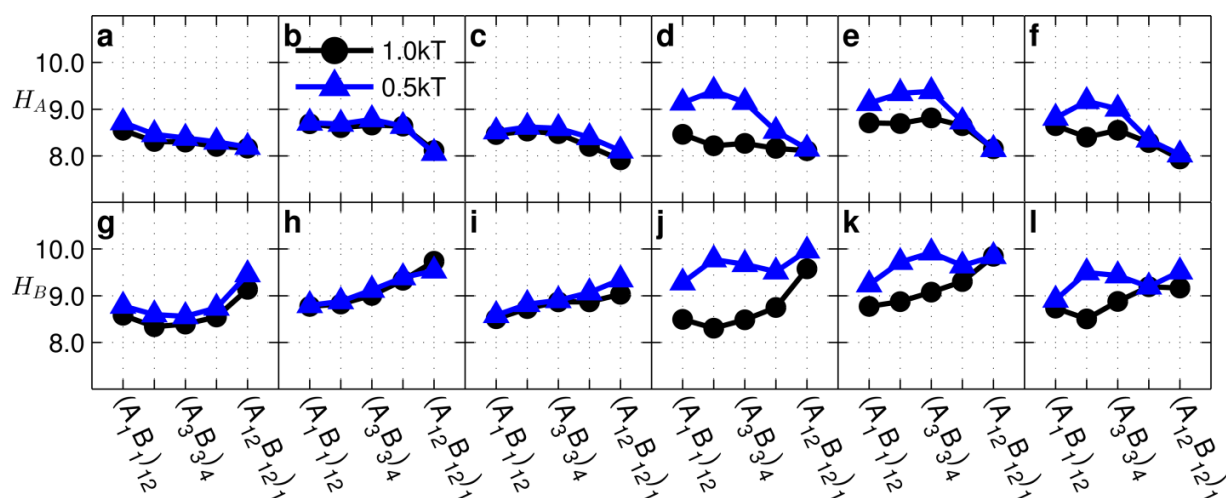 a b c d e f
1.0kT
0.5kT
10.0
H_A 9.0
8.0
g h i j k l
10.0
H_B 9.0
8.0
(A₁B₁)₁₂ (A₃B₃)₄ (A₁₂B₁₂)₁ (A₁B₁)₁₂ (A₃B₃)₄ (A₁₂B₁₂)₁ (A₁B₁)₁₂ (A₃B₃)₄ (A₁₂B₁₂)₁ (A₁B₁)₁₂ (A₃B₃)₄ (A₁₂B₁₂)₁ (A₁B₁)₁₂ (A₃B₃)₄ (A₁₂B₁₂)₁ (A₁B₁)₁₂ (A₃B₃)₄ (A₁₂B₁₂)₁